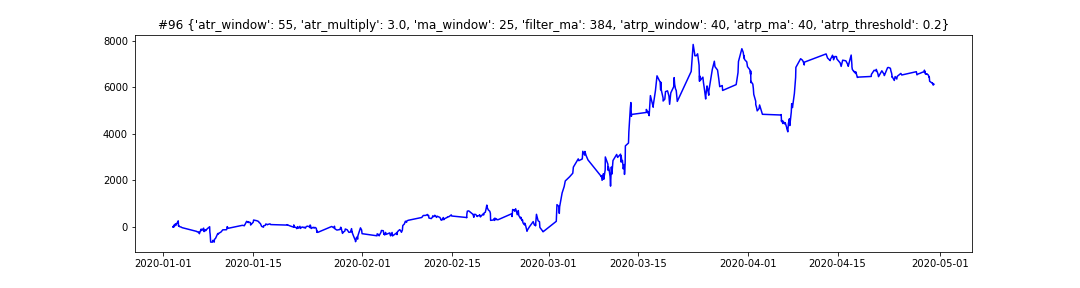 #96 {'atr_window': 55, 'atr_multiply': 3.0, 'ma_window': 25, 'filter_ma': 384, 'atrp_window': 40, 'atrp_ma': 40, 'atrp_threshold': 0.2}
8000
6000
4000
2000
0
2020-01-01 2020-01-15 2020-02-01 2020-02-15 2020-03-01 2020-03-15 2020-04-01 2020-04-15 2020-05-01